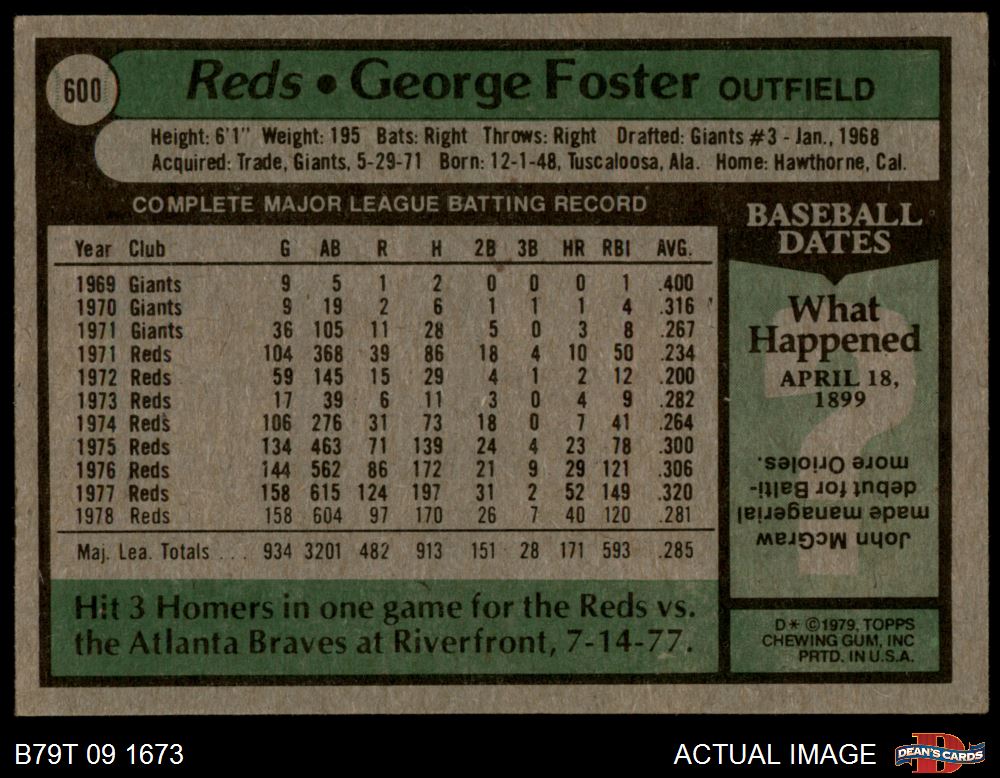 600
Reds • George Foster OUTFIELD
Height: 6'1" Weight: 195 Bats: Right Throws: Right Drafted: Giants #3 - Jan., 1968
Acquired: Trade, Giants, 5-29-71 Born: 12-1-48, Tuscaloosa, Ala. Home: Hawthorne, Cal.
COMPLETE MAJOR LEAGUE BATTING RECORD
Year Club G AB R H 2B 3B HR RBI AVG.
1969 Giants 9 5 1 2 0 0 0 1 .400
1970 Giants 9 19 2 6 1 1 1 4 .316
1971 Giants 36 105 11 28 5 0 3 8 .267
1971 Reds 104 368 39 86 18 4 10 50 .234
1972 Reds 59 145 15 29 4 1 2 12 .200
1973 Reds 17 39 6 11 3 0 4 9 .282
1974 Reds 106 276 31 73 18 0 7 41 .264
1975 Reds 134 463 71 139 24 4 23 78 .300
1976 Reds 144 562 86 172 21 9 29 121 .306
1977 Reds 158 615 124 197 31 2 52 149 .320
1978 Reds 158 604 97 170 26 7 40 120 .281
Maj. Lea. Totals ... 934 3201 482 913 151 28 171 593 .285
Hit 3 Homers in one game for the Reds vs.
the Atlanta Braves at Riverfront, 7-14-77.
BASEBALL
DATES
What
Happened
APRIL 18,
1899
?
John McGraw
made managerial
debut for Balti-
more Orioles.
D* ©1979, TOPPS
CHEWING GUM, INC
PRTD. IN U.S.A.
B79T 09 1673
ACTUAL IMAGE
D
DEAN'S CARDS